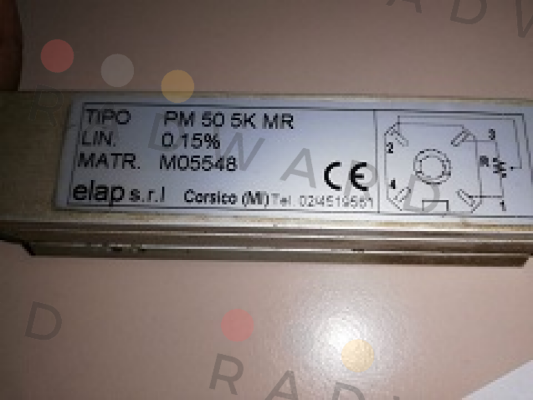 TIPO PM 50 5K MR
LIN. 0.15%
MATR. M05548
CE
elap s.r.l Corsico (MI) Tel. 02/4519561
2
3
R
4
1